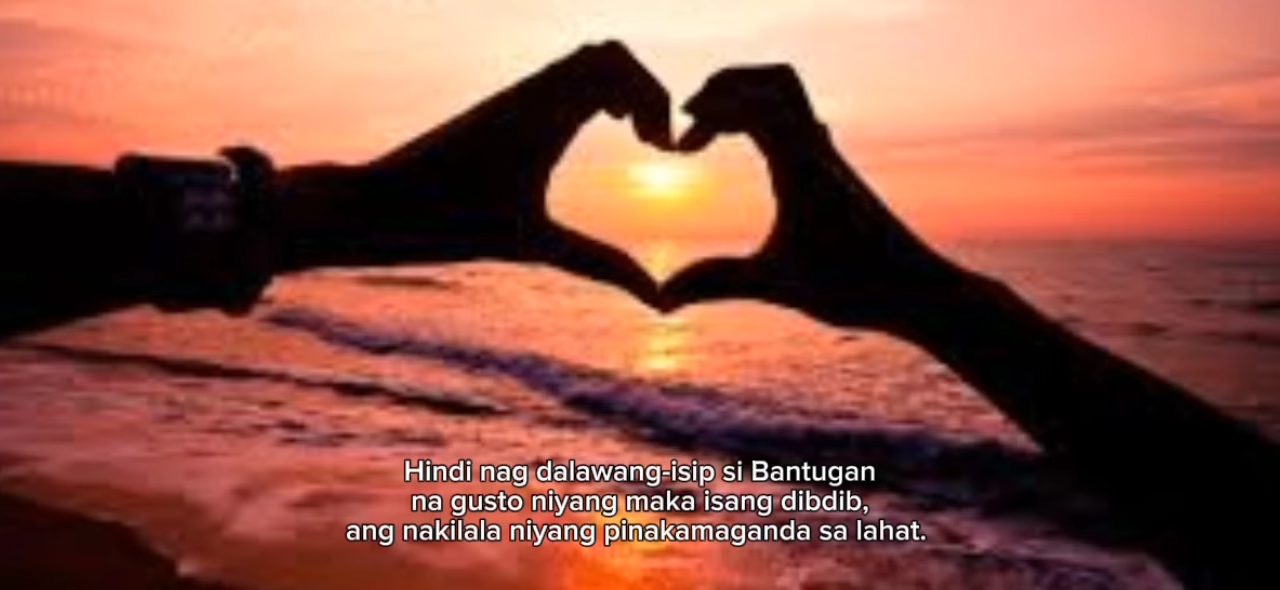 Hindi nag dalawang-isip si Bantugan
na gusto niyang maka isang dibdib,
ang nakilala niyang pinakamaganda sa lahat.